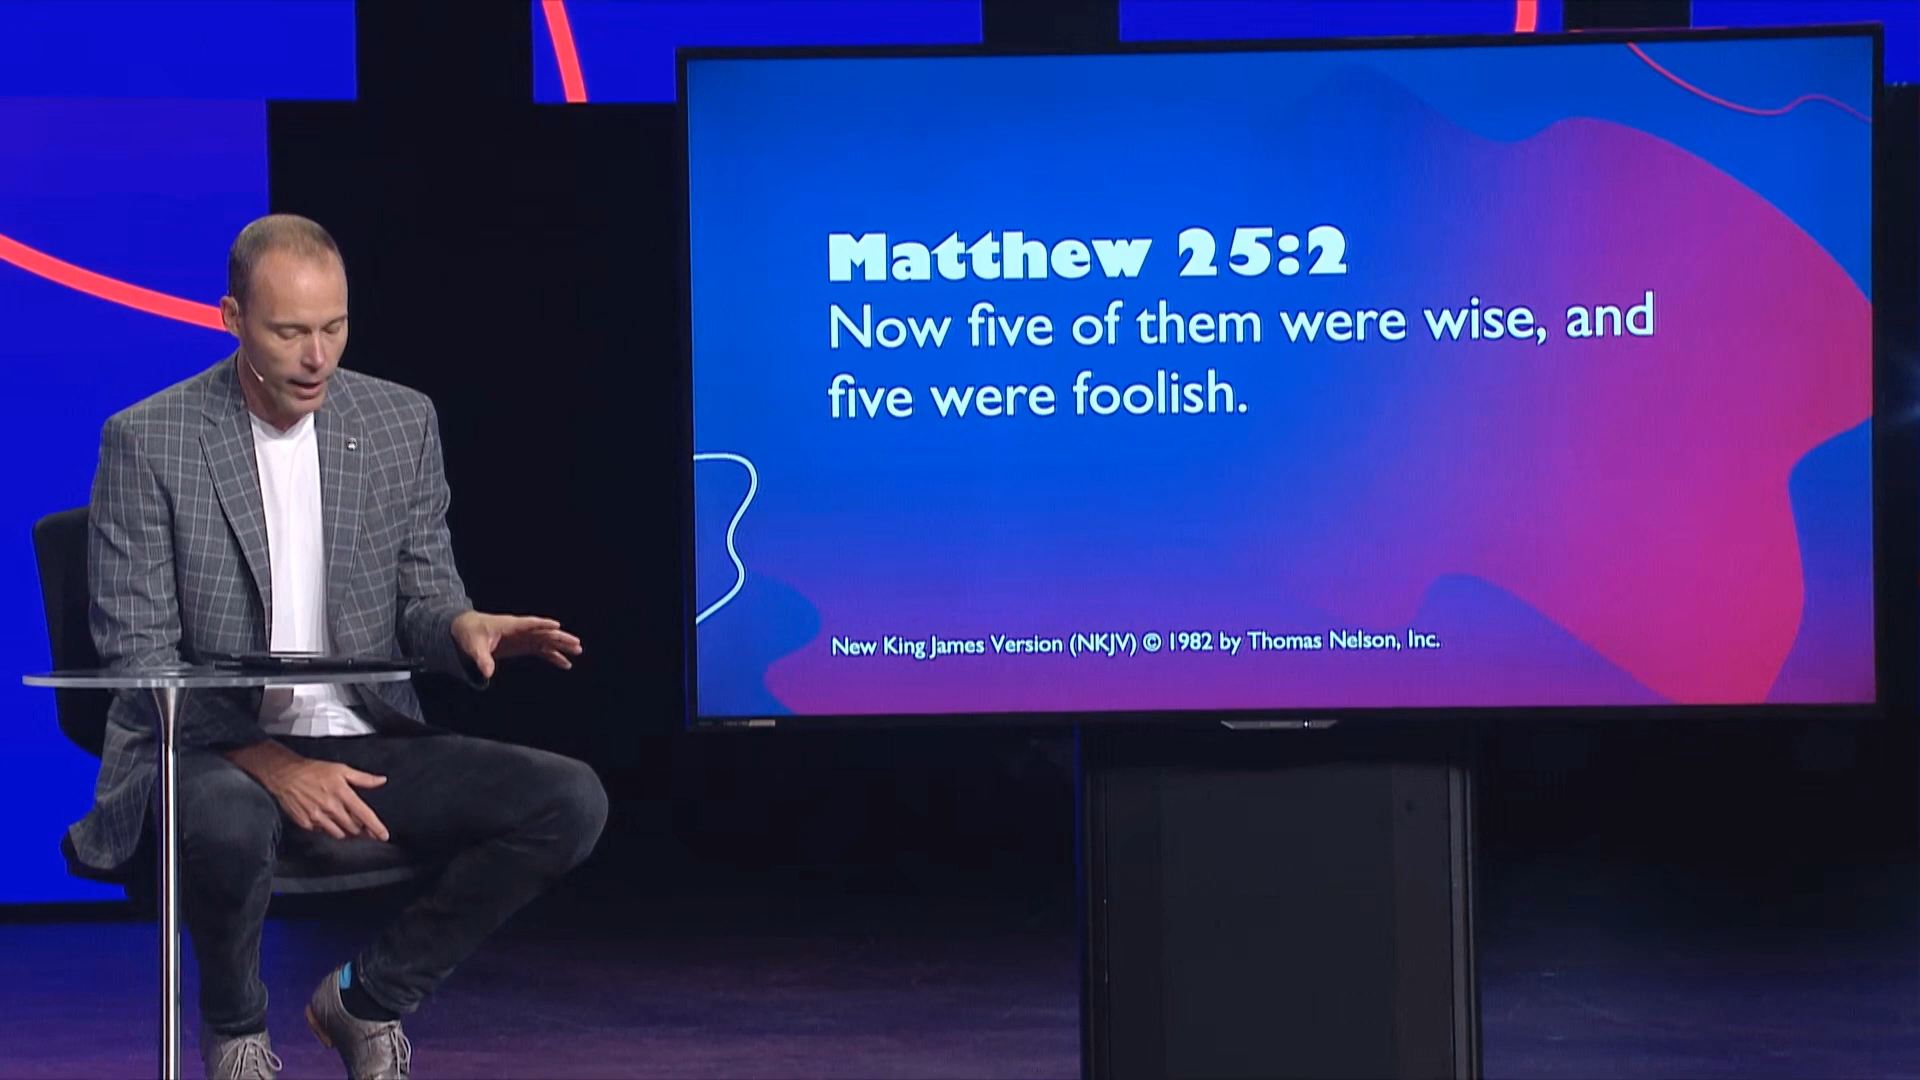 Matthew 25:2
Now five of them were wise, and
five were foolish.
New King James Version (NKJV) © 1982 by Thomas Nelson, Inc.